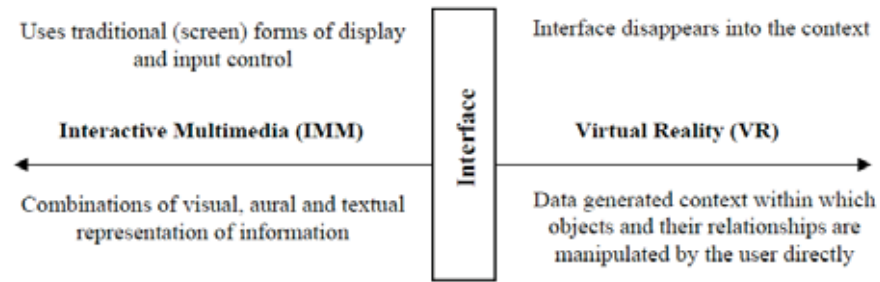 Uses traditional (screen) forms of display
and input control
Interactive Multimedia (IMM)
Combinations of visual, aural and textual
representation of information
Interface
Interface disappears into the context
Virtual Reality (VR)
Data generated context within which
objects and their relationships are
manipulated by the user directly